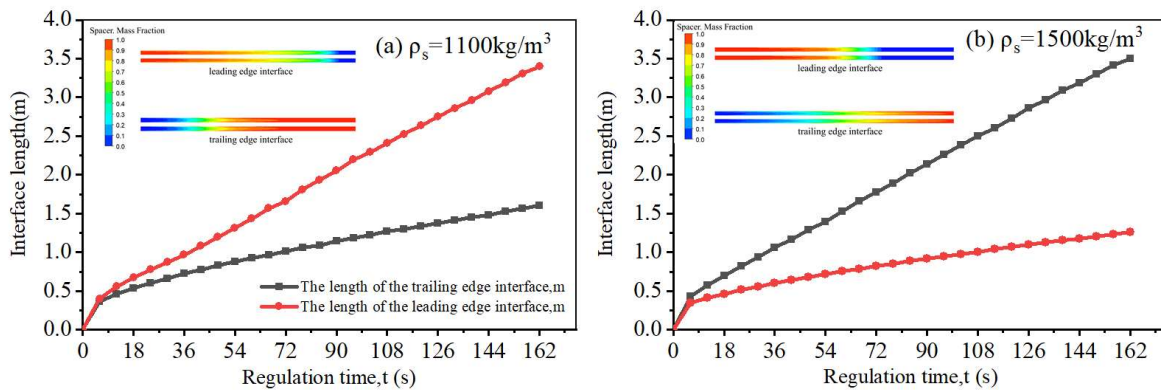 Spacer. Mass Fraction
1.0
0.9
0.8
0.7
0.6
0.5
0.4
0.3
0.2
0.1
0.0
leading edge interface
trailing edge interface
(a) ρs=1100kg/m³
4.0
3.5
3.0
2.5
2.0
1.5
1.0
0.5
0.0
Interface length(m)
The length of the trailing edge interface,m
The length of the leading edge interface,m
0 18 36 54 72 90 108 126 144 162
Regulation time,t (s)
Spacer. Mass Fraction
1.0
0.9
0.8
0.7
0.6
0.5
0.4
0.3
0.2
0.1
0.0
leading edge interface
trailing edge interface
(b) ρs=1500kg/m³
4.0
3.5
3.0
2.5
2.0
1.5
1.0
0.5
0.0
Interface length(m)
0 18 36 54 72 90 108 126 144 162
Regulation time,t (s)